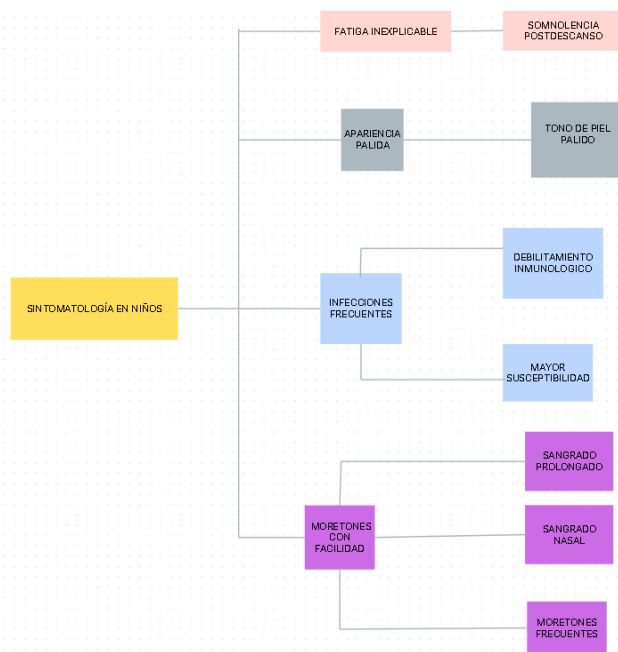 FATIGA INEXPLICABLE
SOMNOLENCIA
POSTDESCANSO
APARIENCIA
PALIDA
TONO DE PIEL
PALIDO
SINTOMATOLOGÍA EN NIÑOS
INFECCIONES
FRECUENTES
DEBILITAMIENTO
INMUNOLOGICO
MAYOR
SUSCEPTIBILIDAD
MORETONES
CON
FACILIDAD
SANGRADO
PROLONGADO
SANGRADO
NASAL
MORETONES
FRECUENTES